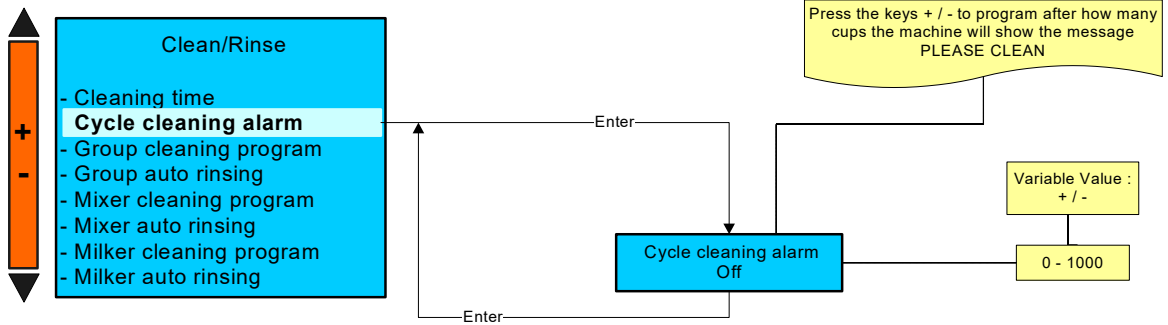 Clean/Rinse
- Cleaning time
Cycle cleaning alarm
- Group cleaning program
- Group auto rinsing
- Mixer cleaning program
- Mixer auto rinsing
- Milker cleaning program
- Milker auto rinsing
+
-
Enter
Enter
Cycle cleaning alarm
Off
Press the keys + / - to program after how many
cups the machine will show the message
PLEASE CLEAN
Variable Value :
+ / -
0 - 1000